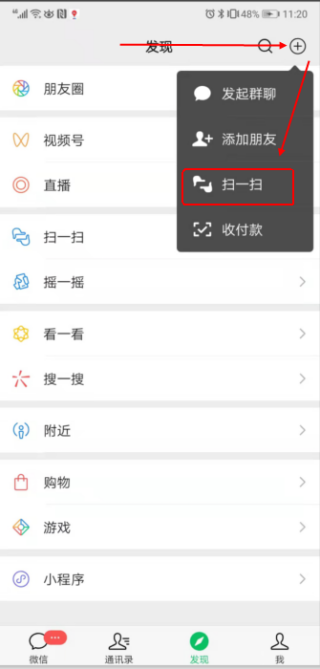 48% 11:20
发现
朋友圈
发起群聊
视频号
添加朋友
直播
扫一扫
扫一扫
收付款
摇一摇
看一看
搜一搜
附近
购物
游戏
小程序
微信 通讯录 发现 我